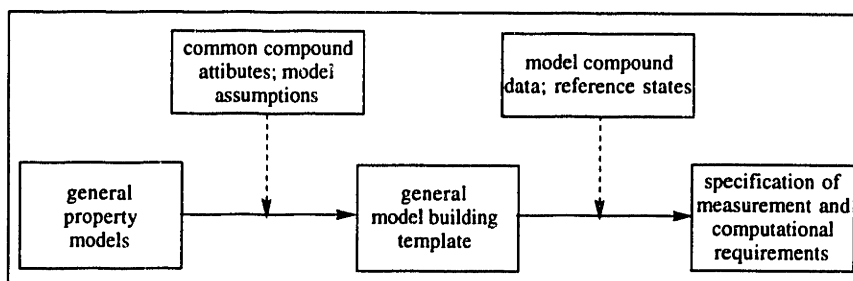 common compound
attibutes; model
assumptions
model compound
data; reference states
general
property
models
general
model building
template
specification of
measurement and
computational
requirements